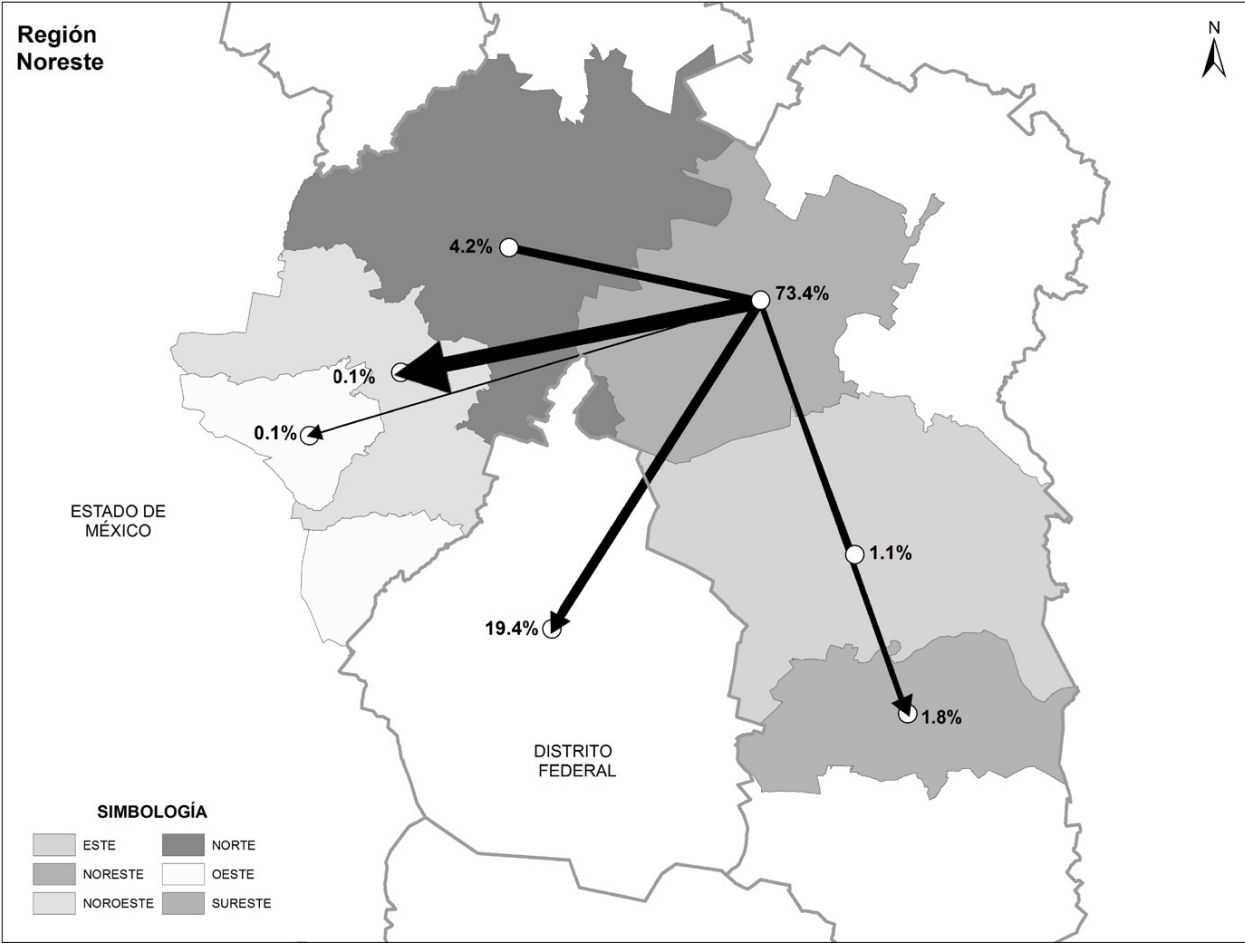 Región
Noreste
N
4.2%
73.4%
0.1%
0.1%
ESTADO DE
MÉXICO
1.1%
19.4%
1.8%
DISTRITO
FEDERAL
SIMBOLOGÍA
ESTE
NORTE
NORESTE
OESTE
NOROESTE
SURESTE